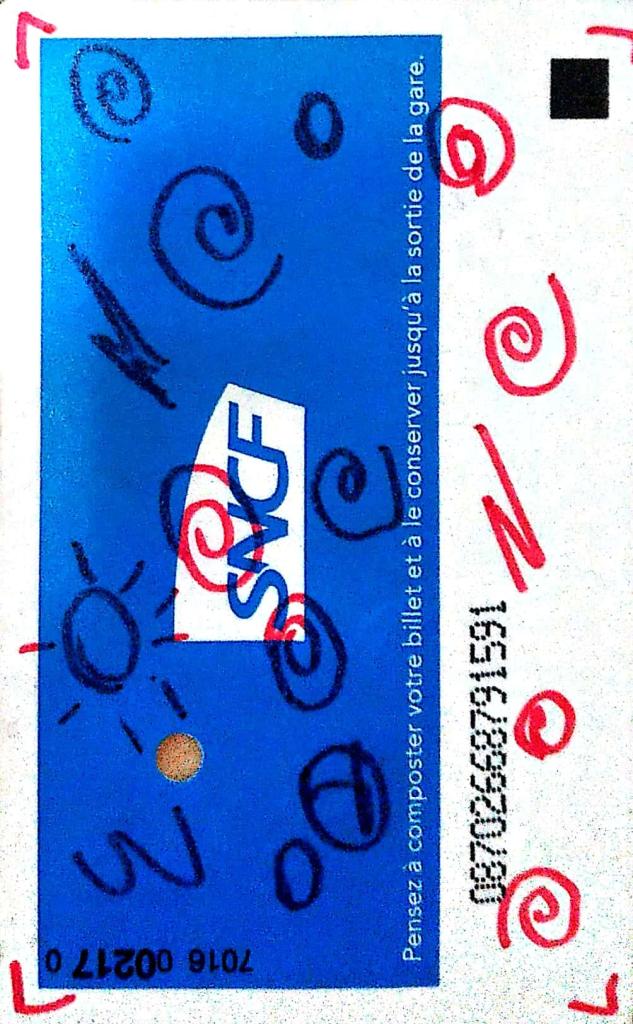 SNCF
Pensez à composter votre billet et à le conserver jusqu'à la sortie de la gare.
08702668791591
7016 00217 0